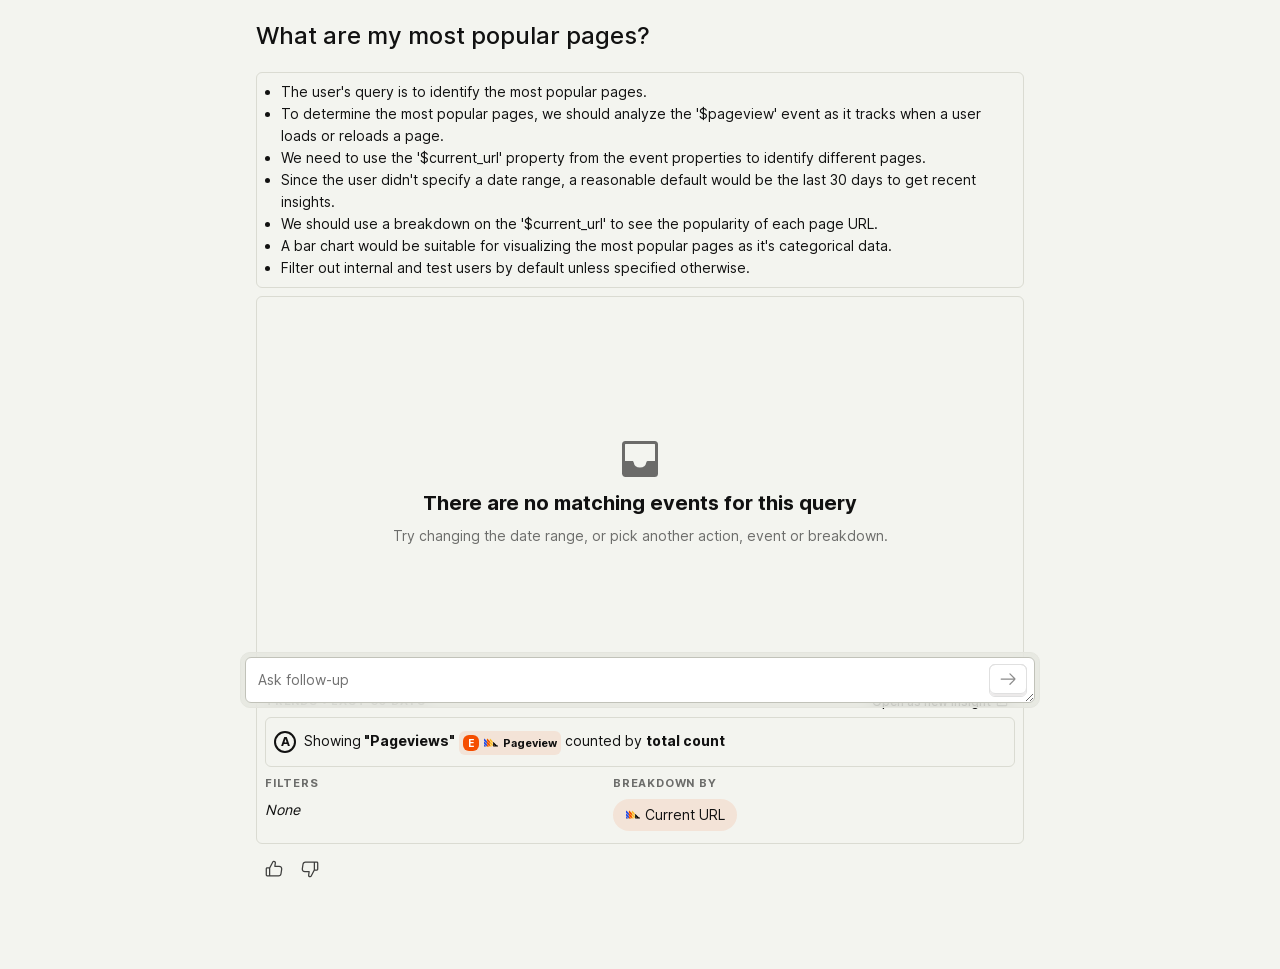 What are my most popular pages?
The user's query is to identify the most popular pages.
To determine the most popular pages, we should analyze the '$pageview' event as it tracks when a user
loads or reloads a page.
We need to use the '$current_url' property from the event properties to identify different pages.
Since the user didn't specify a date range, a reasonable default would be the last 30 days to get recent
insights.
We should use a breakdown on the '$current_url' to see the popularity of each page URL.
A bar chart would be suitable for visualizing the most popular pages as it's categorical data.
Filter out internal and test users by default unless specified otherwise.
There are no matching events for this query
Try changing the date range, or pick another action, event or breakdown.
Ask follow-up
Open as new insight
A Showing "Pageviews" E Pageview counted by total count
FILTERS
None
BREAKDOWN BY
Current URL